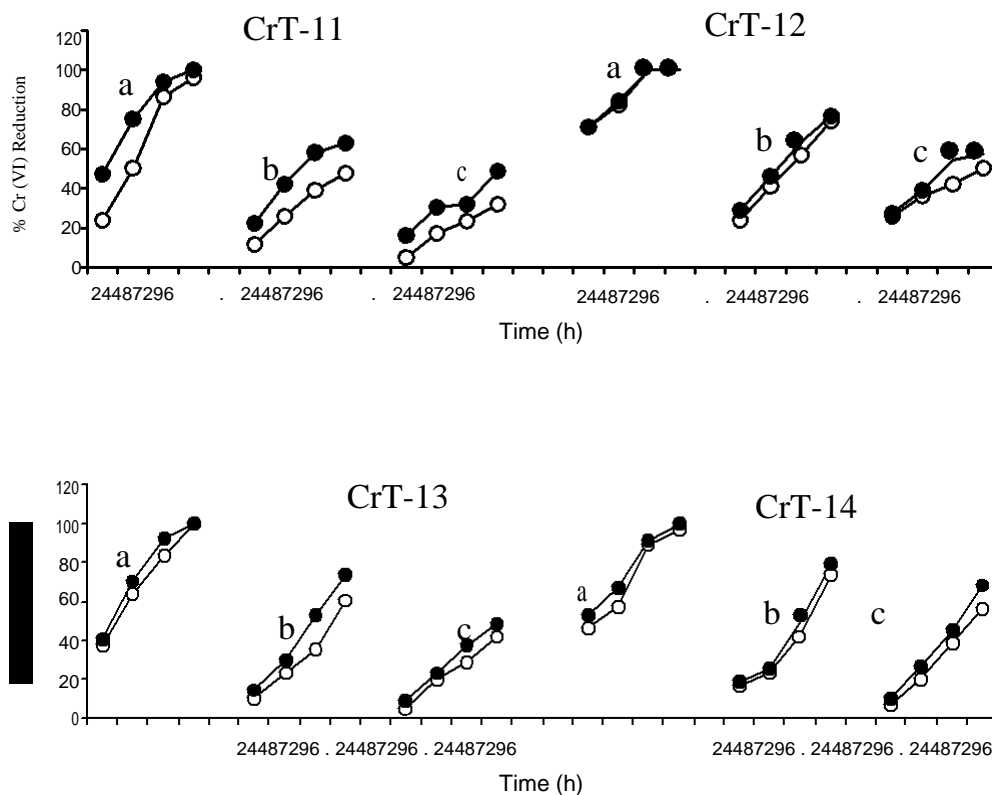 CrT-11
CrT-12
% Cr (VI) Reduction
120
100
80
60
40
20
0
a
b
c
a
b
c
24487296 . 24487296 . 24487296 24487296 . 24487296 . 24487296
Time (h)
CrT-13
CrT-14
120
100
80
60
40
20
0
a
b
c
a
b
c
24487296 . 24487296 . 24487296 24487296 . 24487296 . 24487296
Time (h)